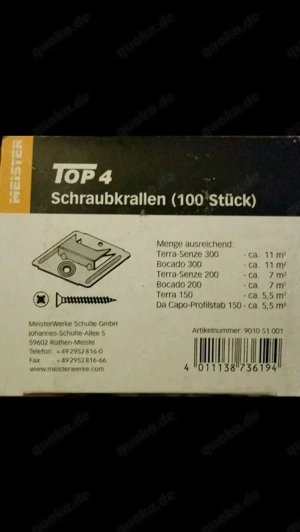 MEISTER
TOP 4
Schraubkrallen (100 Stück)
Menge ausreichend:
Terra-Senze 300 - ca. 11 m²
Bocado 300 - ca. 11 m²
Terra-Senze 200 - ca. 7 m²
Bocado 200 - ca. 7 m²
Terra 150 - ca. 5,5 m²
Da Capo-Profilstab 150 - ca. 5,5 m²
MeisterWerke Schulte GmbH
Johannes-Schulte-Allee 5
59602 Rüthen-Meiste
Telefon +49 2952 816-0
Fax +49 2952 816-66
www.meisterwerke.com
Artikelnummer: 9010 51 001
4 011138 736194
quoka.de